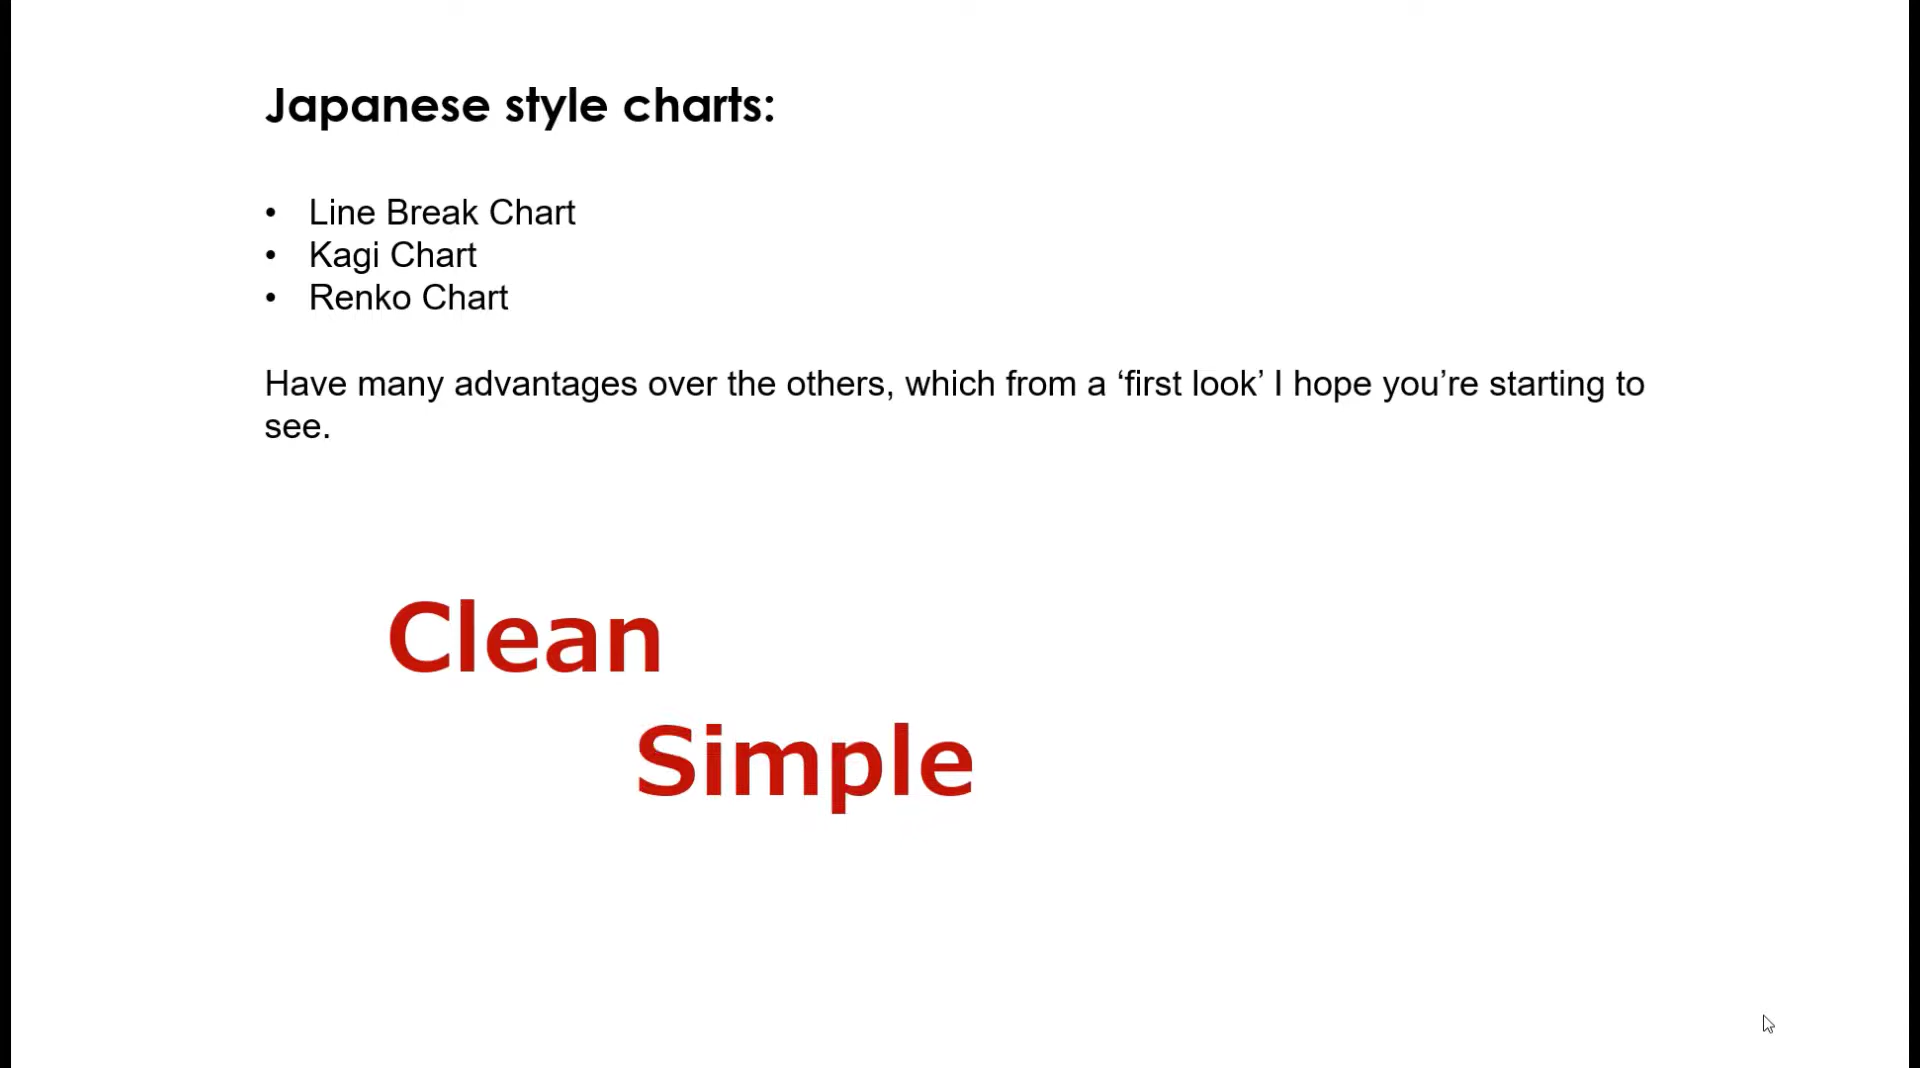 Japanese style charts:
• Line Break Chart
• Kagi Chart
• Renko Chart
Have many advantages over the others, which from a ‘first look’ I hope you’re starting to
see.
Clean
Simple